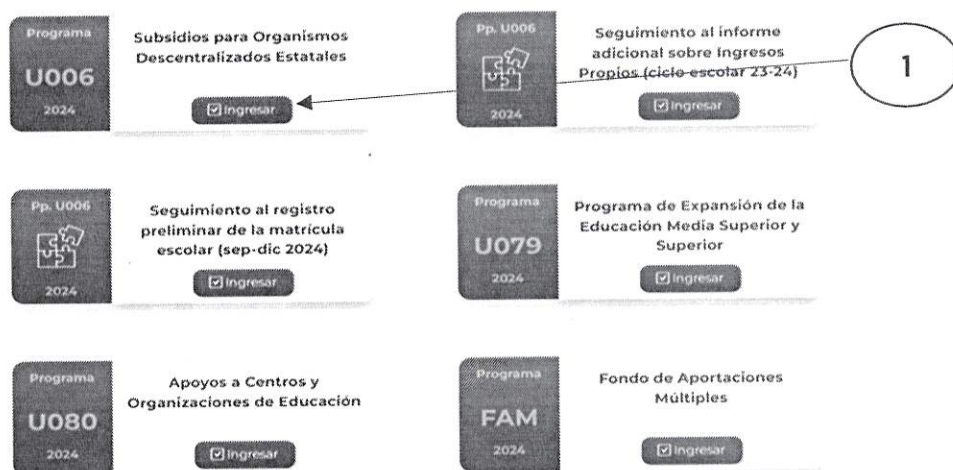 Programa
U006
2024
Subsidios para Organismos
Descentralizados Estatales
Ingresar
Pp. U006
2024
Seguimiento al informe
adicional sobre Ingresos
Propios (ciclo escolar 23-24)
Ingresar
1
Pp. U006
2024
Seguimiento al registro
preliminar de la matrícula
escolar (sep-dic 2024)
Ingresar
Programa
U079
2024
Programa de Expansión de la
Educación Media Superior y
Superior
Ingresar
Programa
U080
2024
Apoyos a Centros y
Organizaciones de Educación
Ingresar
Programa
FAM
2024
Fondo de Aportaciones
Múltiples
Ingresar